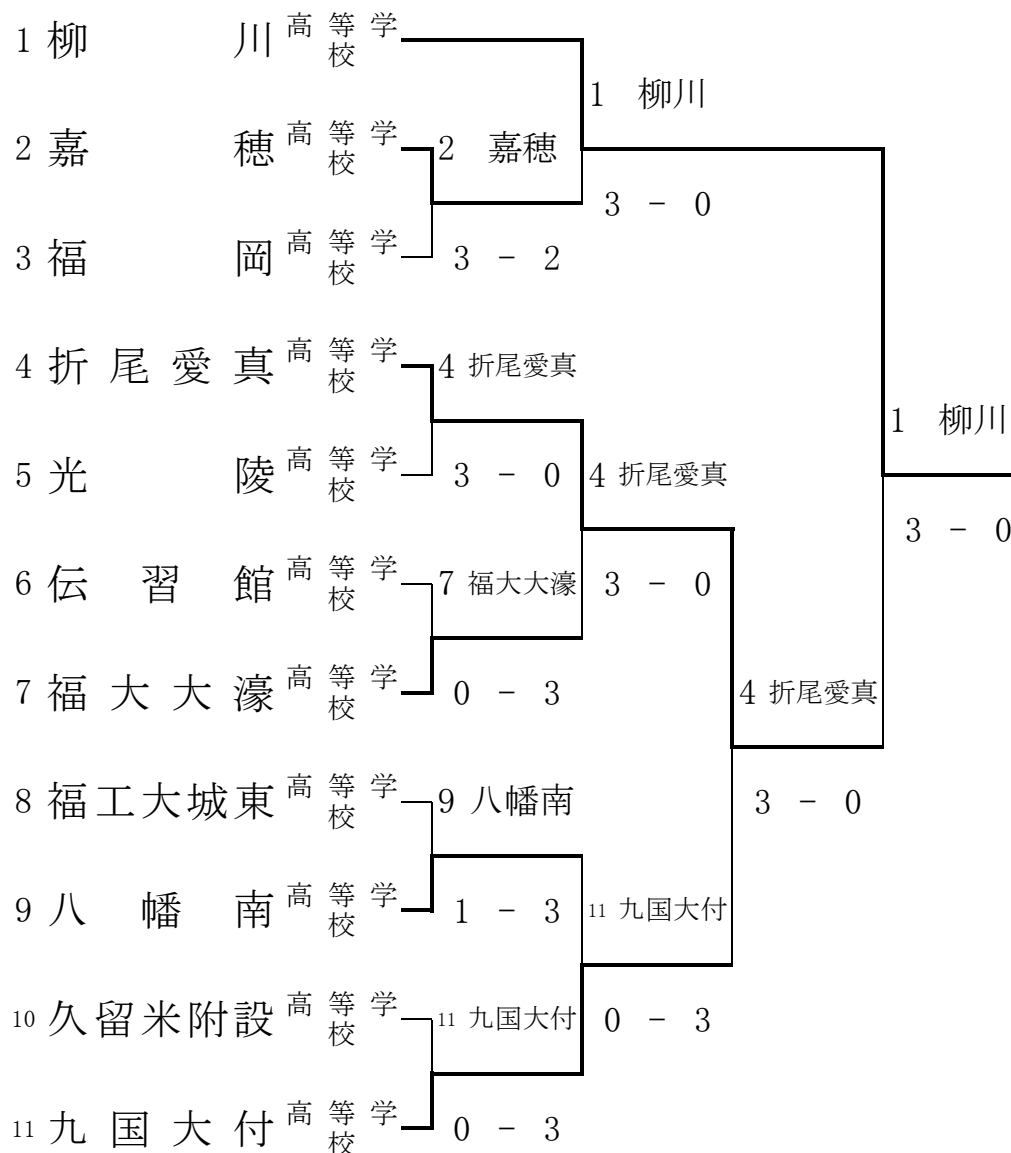 1 柳川 高等学校
1 柳川
2 嘉穂 高等学校
2 嘉穂
3 - 0
3 福岡 高等学校
3 - 2
4 折尾愛真 高等学校
4 折尾愛真
1 柳川
5 光陵 高等学校
3 - 0
4 折尾愛真
3 - 0
6 伝習館 高等学校
7 福大大濠
3 - 0
7 福大大濠 高等学校
0 - 3
4 折尾愛真
8 福工大城東 高等学校
9 八幡南
3 - 0
9 八幡南 高等学校
1 - 3
11 九国大付
10 久留米附設 高等学校
11 九国大付
0 - 3
11 九国大付 高等学校
0 - 3